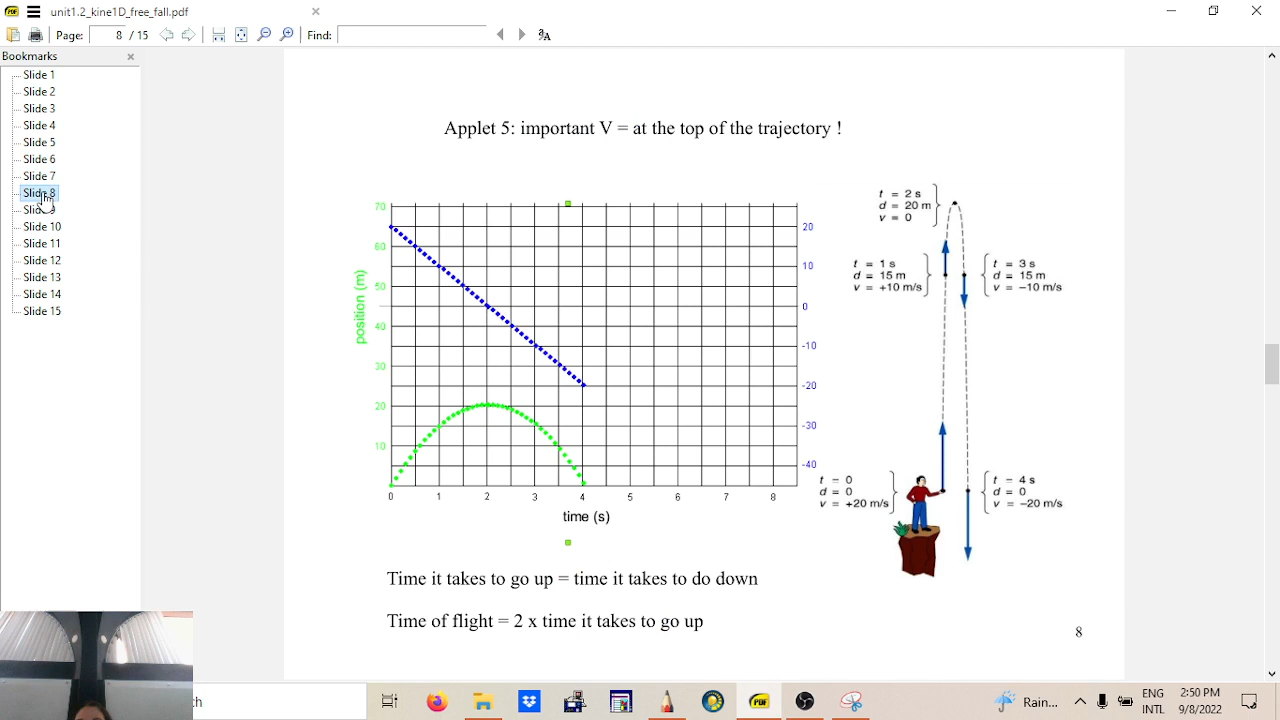 unit1.2_kine1D_free_fall.pdf
Page: 8 / 15 Find:
Bookmarks
Slide 1
Slide 2
Slide 3
Slide 4
Slide 5
Slide 6
Slide 7
Slide 8
Slide 9
Slide 10
Slide 11
Slide 12
Slide 13
Slide 14
Slide 15
Applet 5: important V = at the top of the trajectory !
70
60
50
40
30
20
10
position (m)
20
10
0
-10
-20
-30
-40
0 1 2 3 4 5 6 7 8
time (s)
t = 2 s
d = 20 m
v = 0
t = 1 s
d = 15 m
v = +10 m/s
t = 3 s
d = 15 m
v = −10 m/s
t = 0
d = 0
v = +20 m/s
t = 4 s
d = 0
v = −20 m/s
Time it takes to go up = time it takes to do down
Time of flight = 2 x time it takes to go up
8
ch
PDF
Rain...
ENG
INTL
2:50 PM
9/8/2022